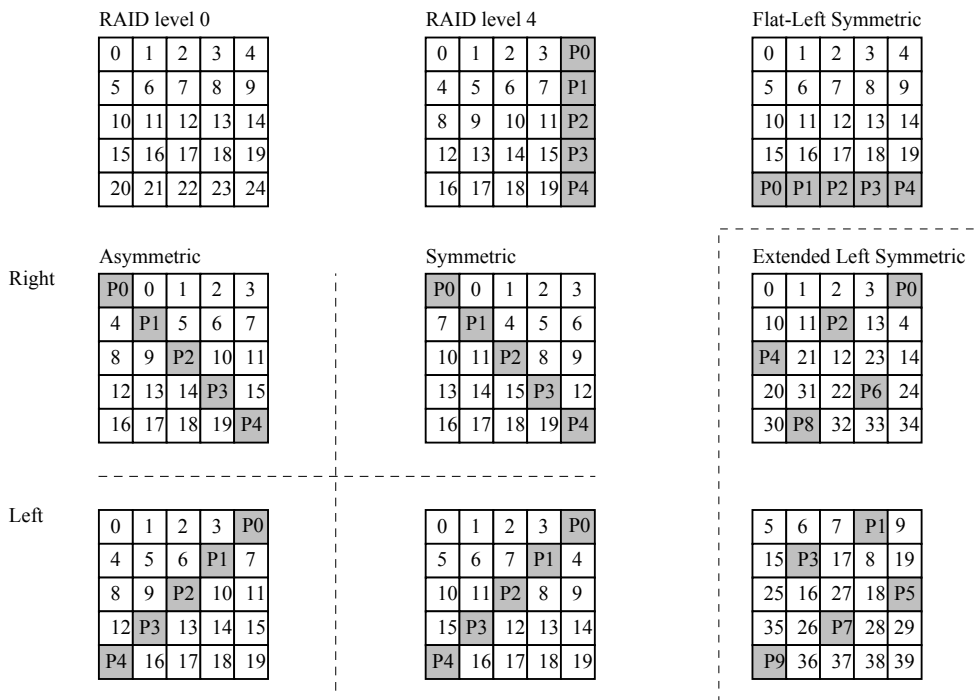 RAID level 0
0 1 2 3 4
5 6 7 8 9
10 11 12 13 14
15 16 17 18 19
20 21 22 23 24
RAID level 4
0 1 2 3 P0
4 5 6 7 P1
8 9 10 11 P2
12 13 14 15 P3
16 17 18 19 P4
Flat-Left Symmetric
0 1 2 3 4
5 6 7 8 9
10 11 12 13 14
15 16 17 18 19
P0 P1 P2 P3 P4
Right
Asymmetric
P0 0 1 2 3
4 P1 5 6 7
8 9 P2 10 11
12 13 14 P3 15
16 17 18 19 P4
Symmetric
P0 0 1 2 3
7 P1 4 5 6
10 11 P2 8 9
13 14 15 P3 12
16 17 18 19 P4
Extended Left Symmetric
0 1 2 3 P0
10 11 P2 13 4
P4 21 12 23 14
20 31 22 P6 24
30 P8 32 33 34
Left
0 1 2 3 P0
4 5 6 P1 7
8 9 P2 10 11
12 P3 13 14 15
P4 16 17 18 19
0 1 2 3 P0
5 6 7 P1 4
10 11 P2 8 9
15 P3 12 13 14
P4 16 17 18 19
5 6 7 P1 9
15 P3 17 8 19
25 16 27 18 P5
35 26 P7 28 29
P9 36 37 38 39